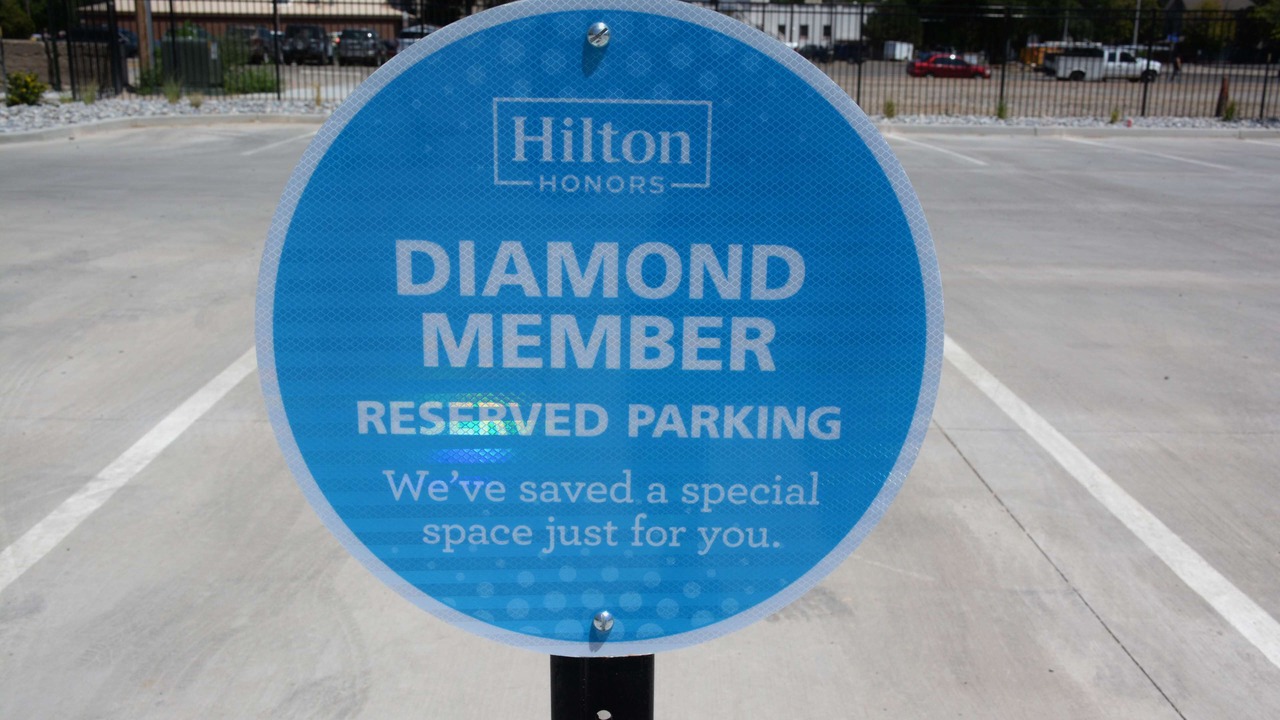 Hilton
HONORS
DIAMOND
MEMBER
RESERVED PARKING
We've saved a special
space just for you.